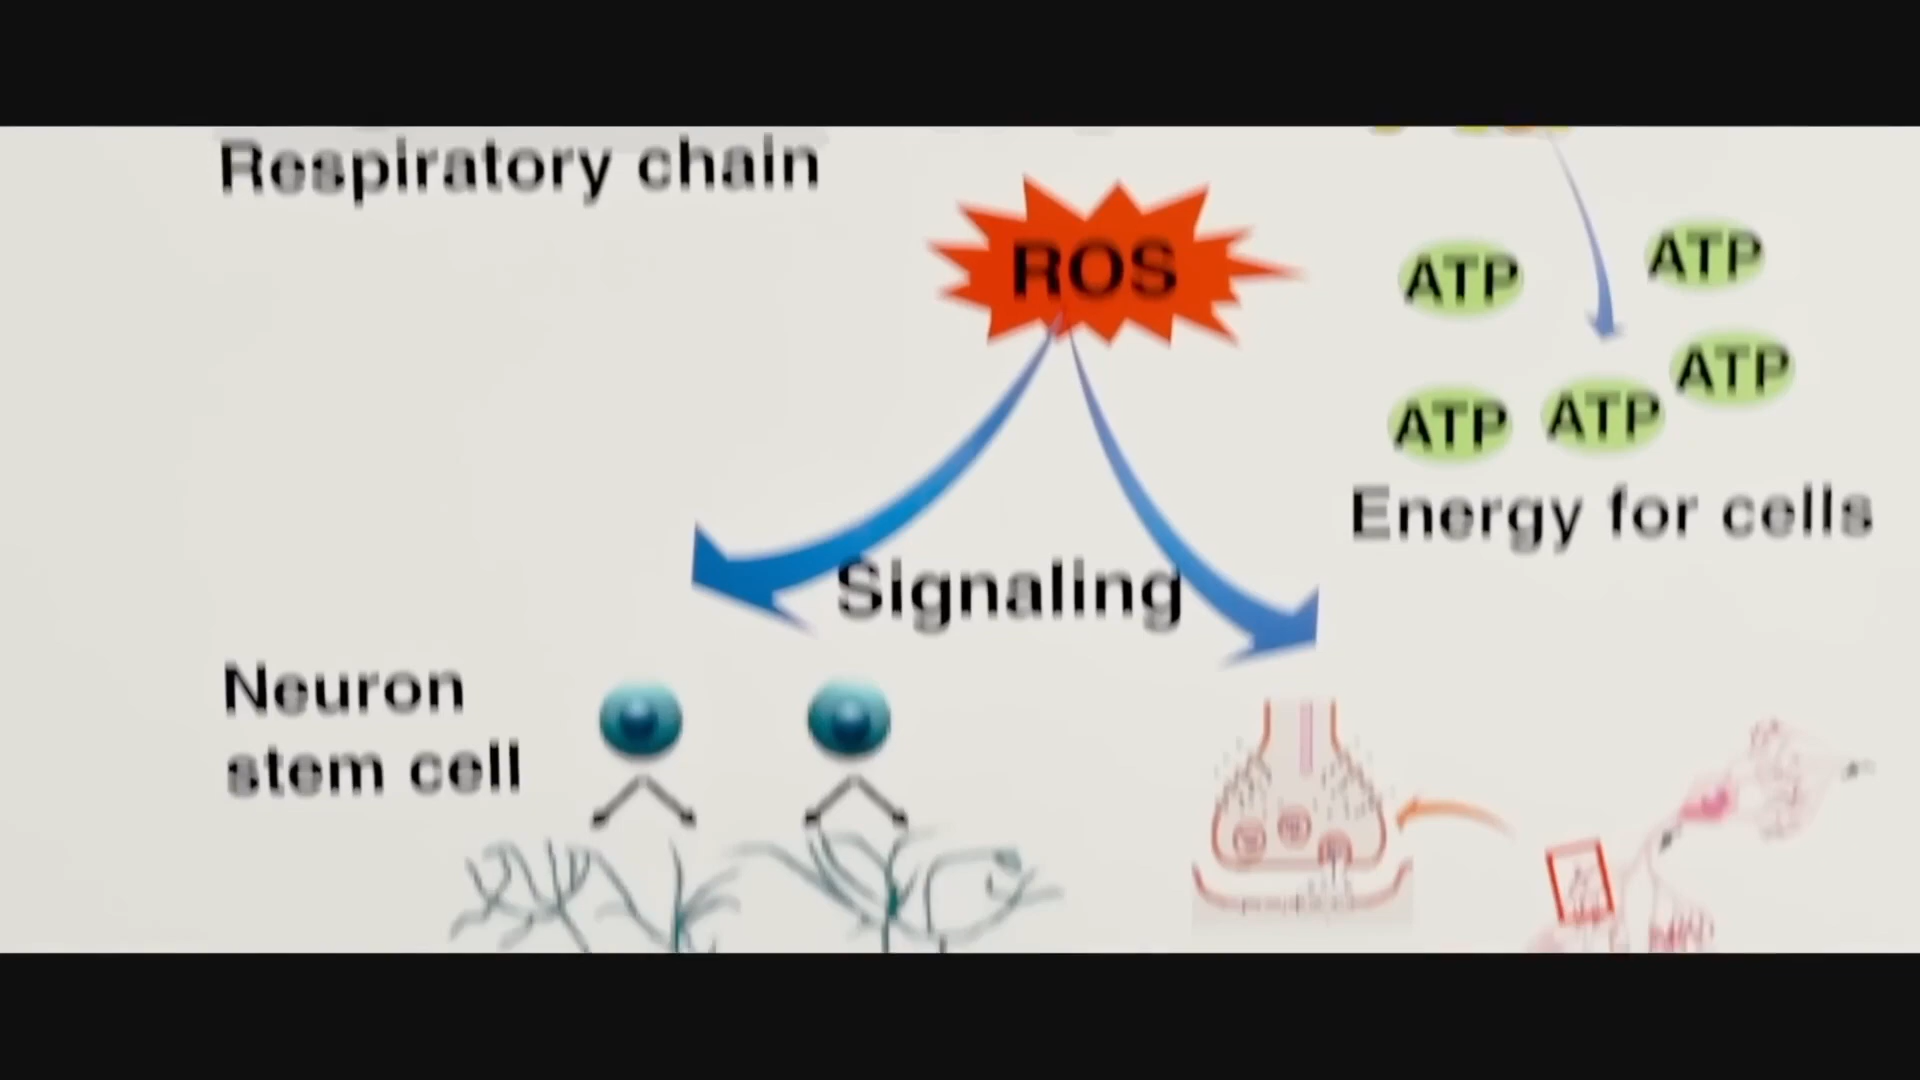 Respiratory chain
ROS
ATP
ATP
ATP
ATP
ATP
Energy for cells
Signaling
Neuron
stem cell